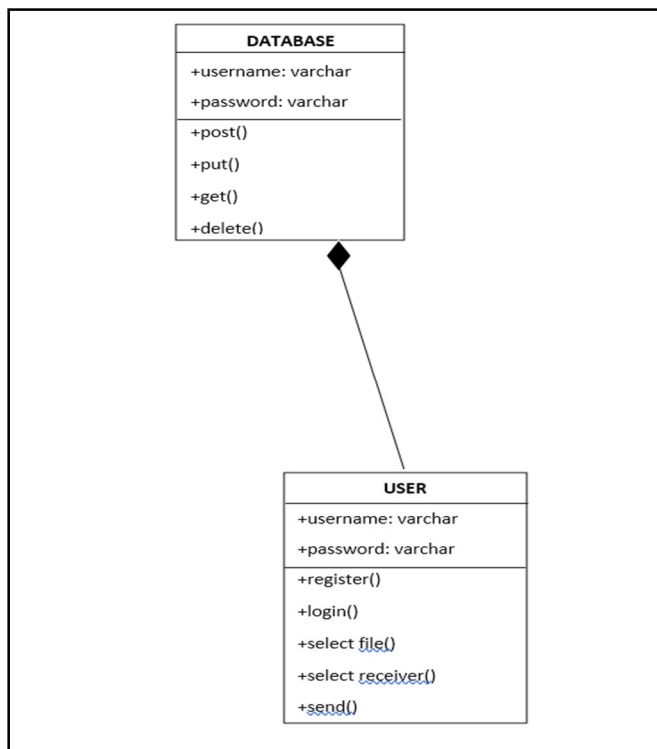 DATABASE
+username: varchar
+password: varchar
+post()
+put()
+get()
+delete()
USER
+username: varchar
+password: varchar
+register()
+login()
+select file()
+select receiver()
+send()